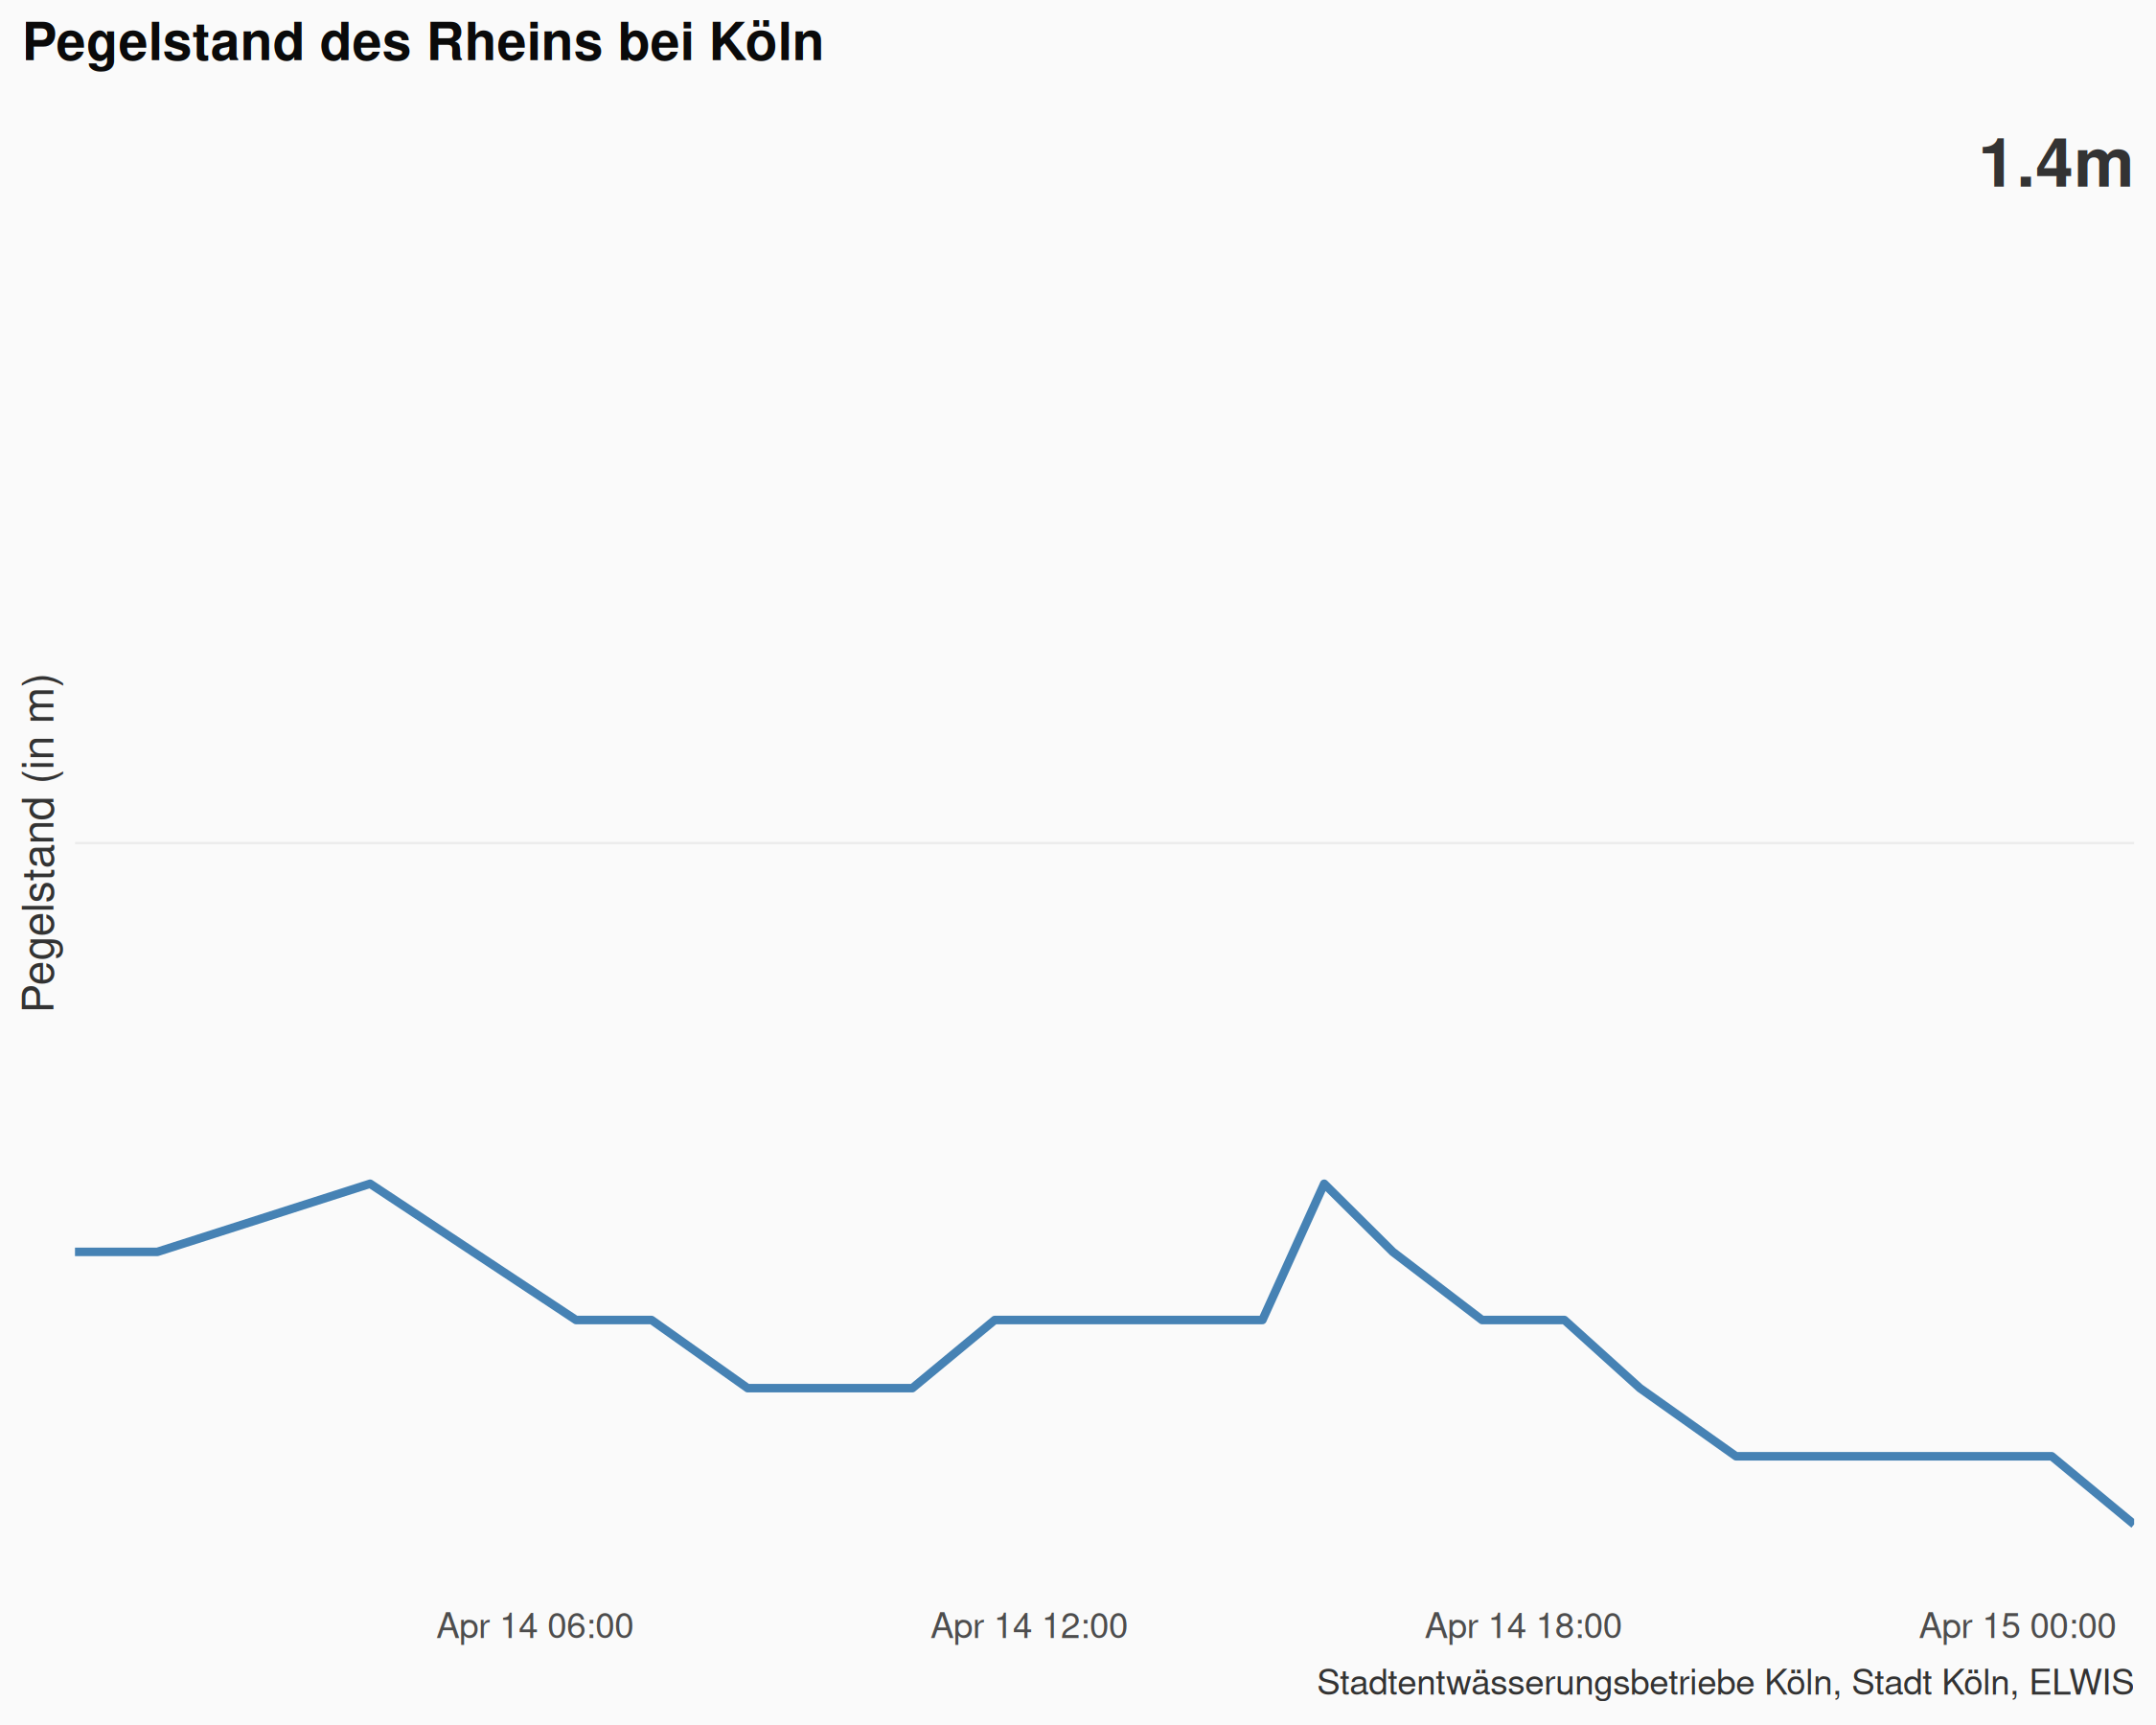 Pegelstand des Rheins bei Köln
1.4m
Pegelstand (in m)
Apr 14 06:00
Apr 14 12:00
Apr 14 18:00
Apr 15 00:00
Stadtentwässerungsbetriebe Köln, Stadt Köln, ELWIS